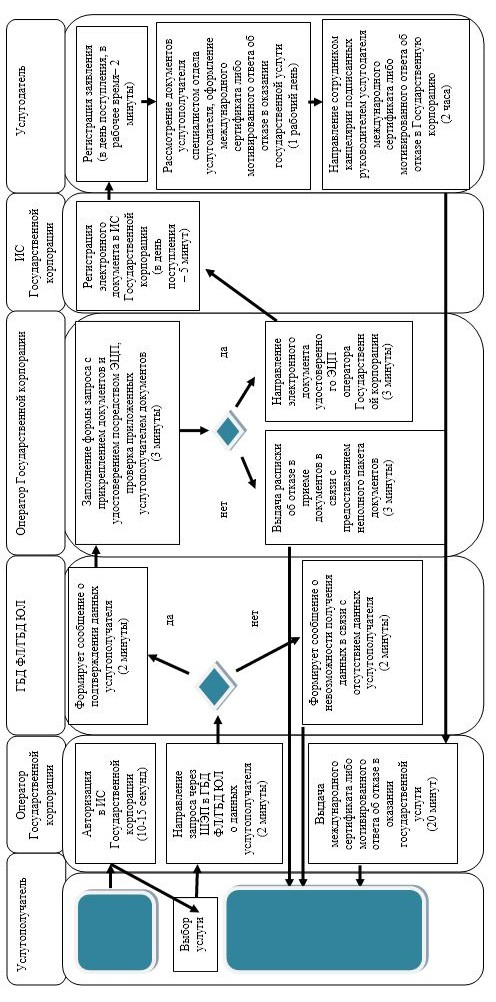 Услугополучатель
Оператор
Государственной
корпорации
ГБД ФЛ/ГБД ЮЛ
Оператор Государственной корпорации
ИС
Государственной
корпорации
Услугодатель
Выбор
услуги
Авторизация
в ИС
Государственной
корпорации
(10-15 секунд)
Направление
запроса через
ШЭП в ГБД
ФЛ/ГБД ЮЛ
о данных
услугополучателя
(2 минуты)
Выдача
международного
сертификата либо
мотивированного
ответа об отказе в
оказании
государственной
услуги
(20 минут)
Формирует сообщение о
подтверждении данных
услугополучателя
(2 минуты)
да
нет
Формирует сообщение о
невозможности получения
данных в связи с
отсутствием данных
услугополучателя
(2 минуты)
Заполнение формы запроса с
прикреплением документов и
удостоверением посредством ЭЦП,
проверка приложенных
услугополучателем документов
(3 минуты)
нет
да
Выдача расписки
об отказе в
приеме
документов в
связи с
предоставлением
неполного пакета
документов
(3 минуты)
Направление
электронного
документа
удостоверенно
го ЭЦП
оператора
Государственн
ой корпорации
(3 минуты)
Регистрация
электронного
документа в ИС
Государственной
корпорации
(в день
поступления
– 5 минут)
Регистрация заявления
(в день поступления, в
рабочее время– 2
минуты)
Рассмотрение документов
услугополучателя
специалистом отдела
услугодателя, оформление
международного
сертификата либо
мотивированного ответа об
отказе в оказании
государственной услуги
(1 рабочий день)
Направление сотрудником
канцелярии подписанных
руководителем услугодателя
международного
сертификата либо
мотивированного ответа об
отказе в Государственную
корпорацию
(2 часа)